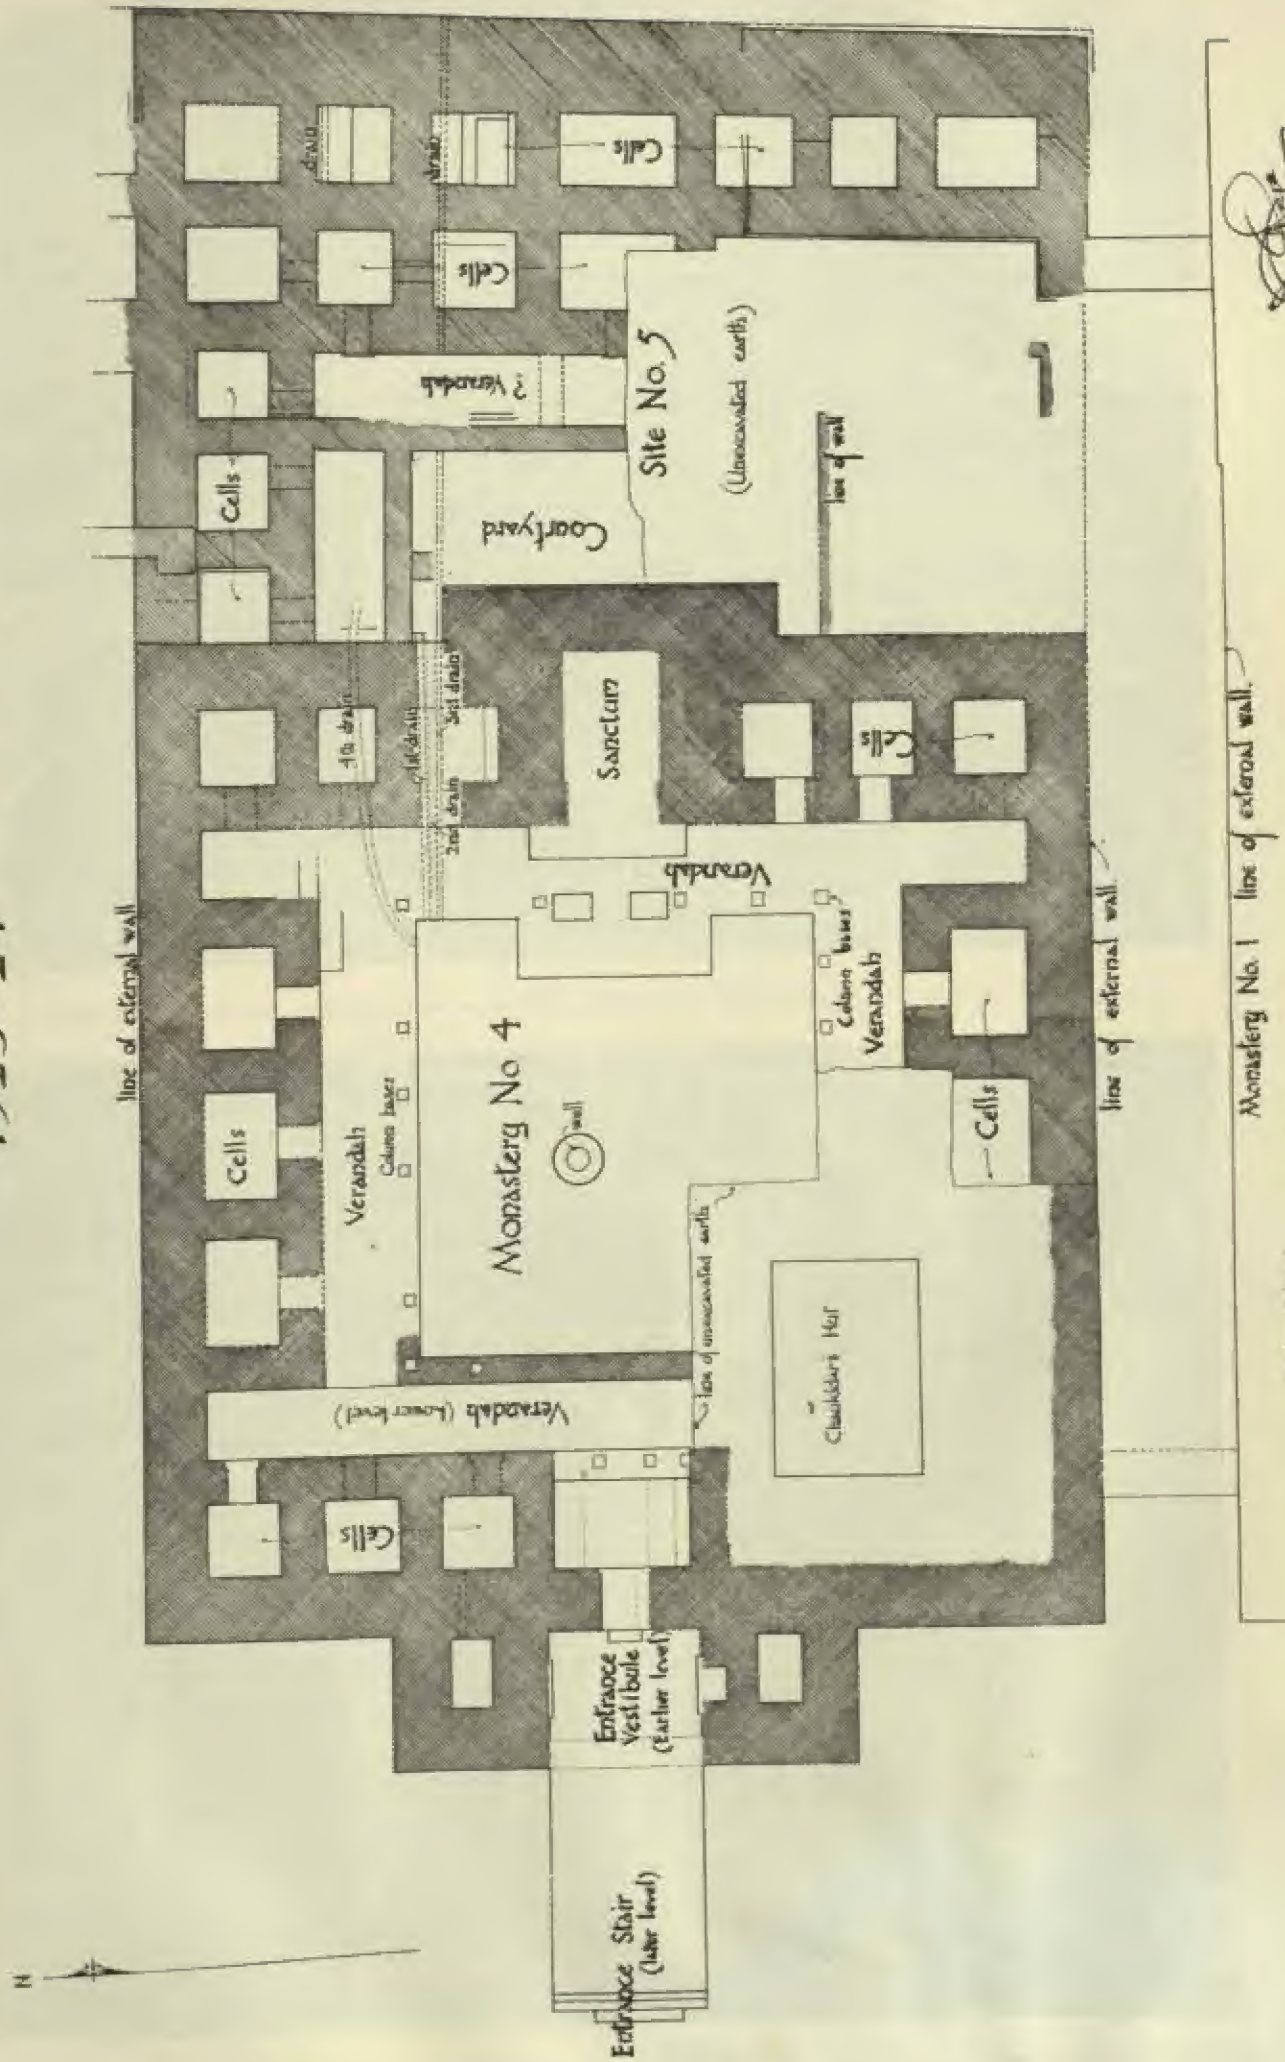 line of external wall
drain
drain
Cells
Cells
? Verandah
Cells
Courtyard
Site No. 5
(Unexcavated earth)
line of wall
4th drain
1st drain
3rd drain
2nd drain
Sanctum
Cells
Verandah
Column bases
Verandah
Cells
Verandah
Column bases
Monastery No 4
well
Cells
line of external wall.
Monastery No. 1 line of external wall.
line of unexcavated earth
Verandah (Lower level)
Cells
Entrance
Vestibule
(Earlier level)
Entrance Stair
(later level)
N